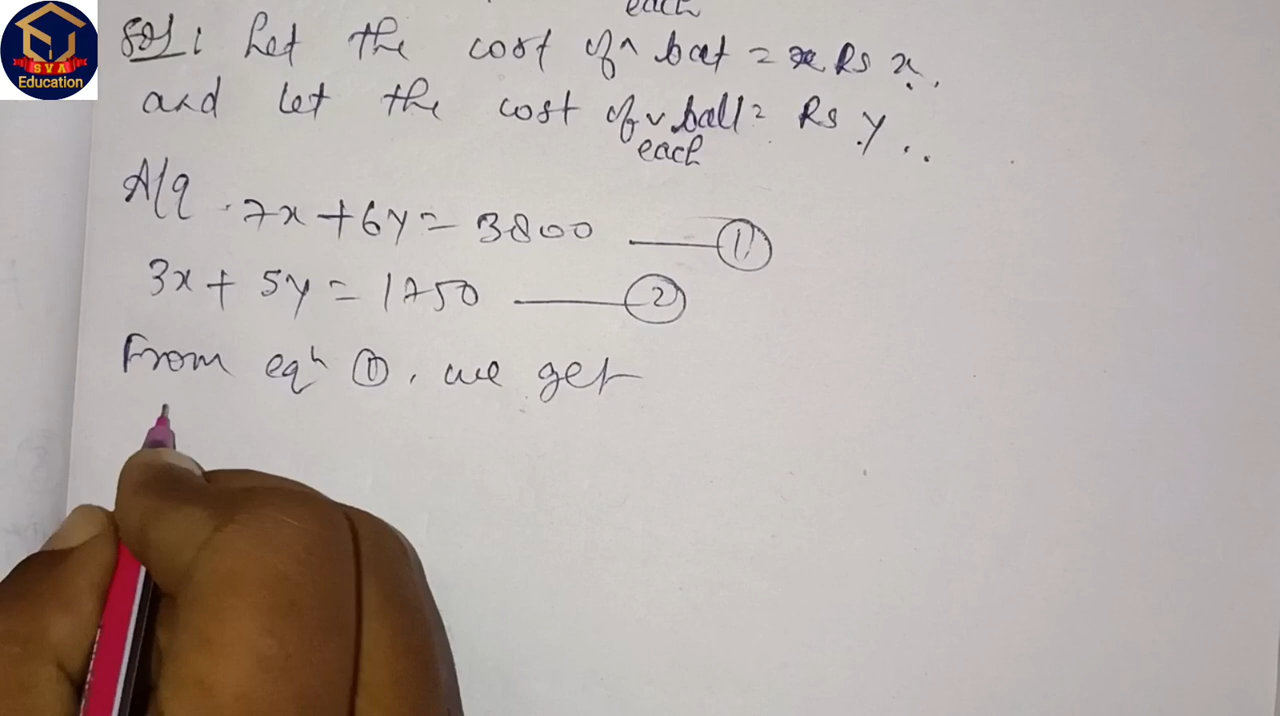 each
SVA
Education
Sol: Let the cost of ^ bat = Rs x.
and let the cost of ball = Rs y..
each
A/q 7x + 6y = 3800 —— ①
3x + 5y = 1750 —— ②
From eqⁿ ①, we get